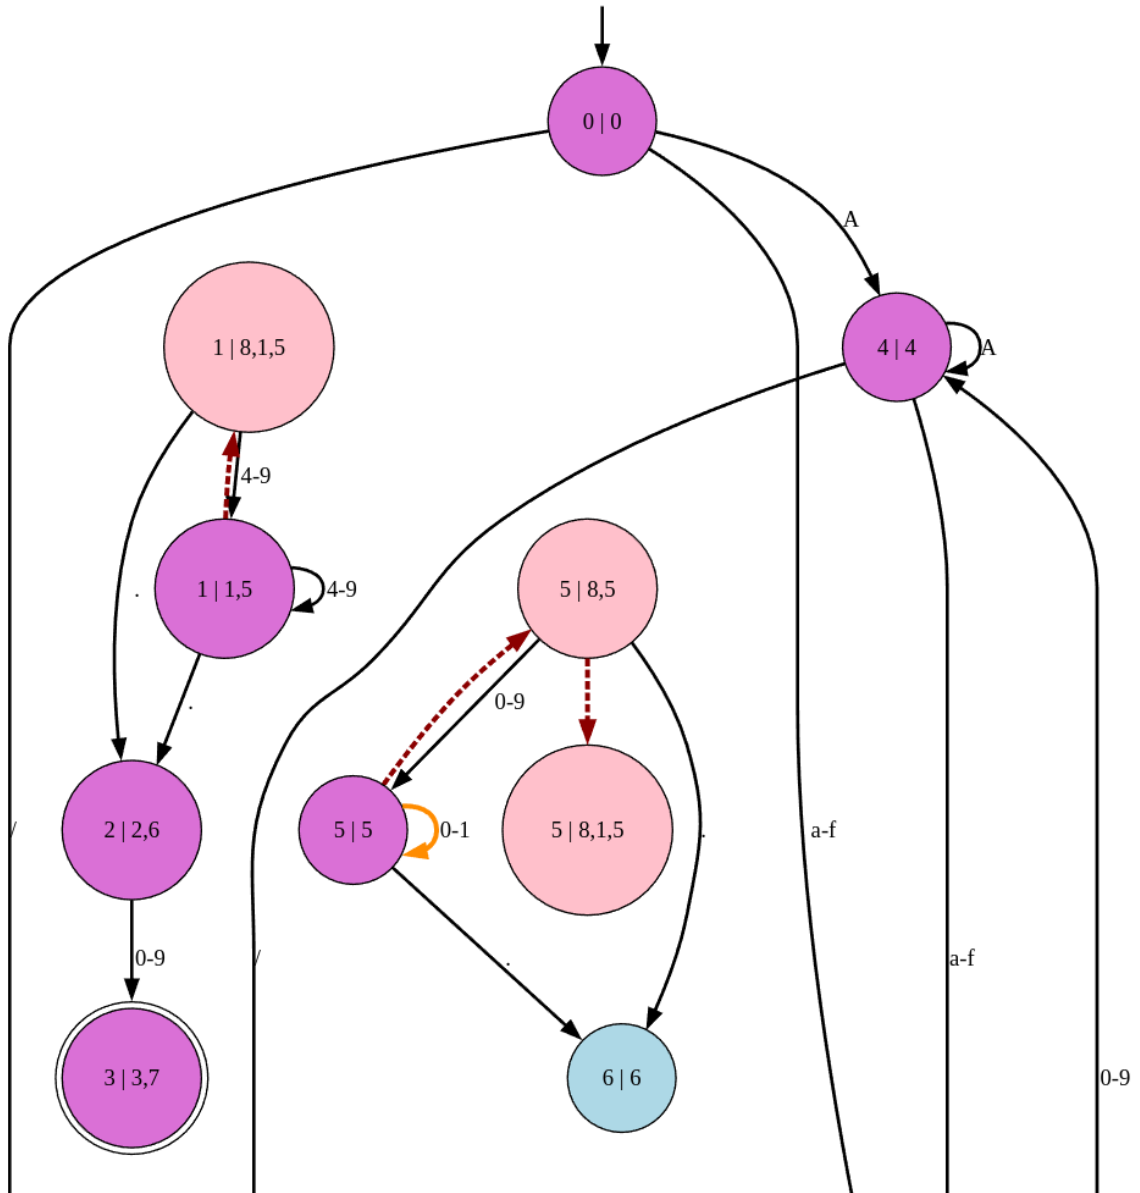 0 | 0
A
1 | 8,1,5
4 | 4
A
4-9
1 | 1,5
4-9
.
5 | 8,5
0-9
.
/
2 | 2,6
5 | 5
0-1
5 | 8,1,5
.
a-f
0-9
/
.
a-f
3 | 3,7
6 | 6
0-9